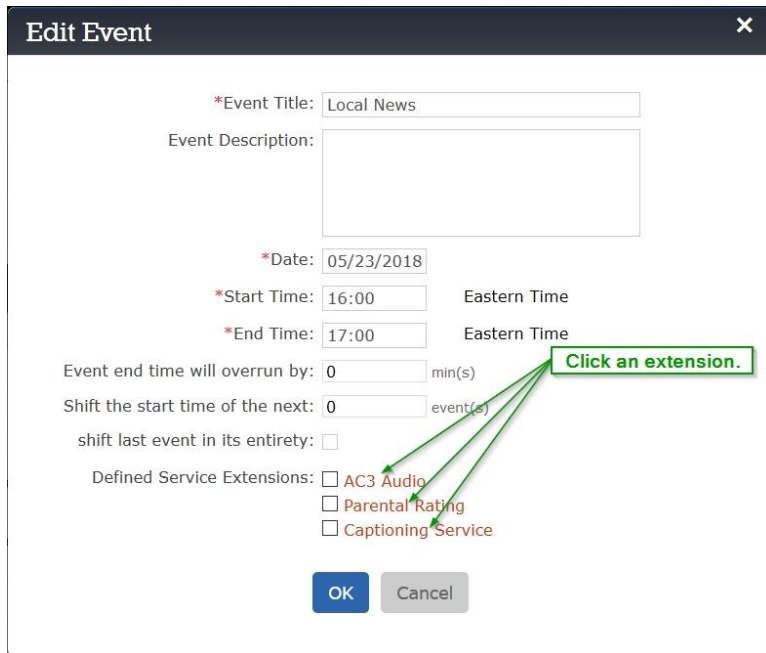 Edit Event ×
*Event Title: Local News
Event Description:
*Date: 05/23/2018
*Start Time: 16:00 Eastern Time
*End Time: 17:00 Eastern Time
Click an extension.
Event end time will overrun by: 0 min(s)
Shift the start time of the next: 0 event(s)
shift last event in its entirety:
Defined Service Extensions: AC3 Audio
Parental Rating
Captioning Service
OK Cancel